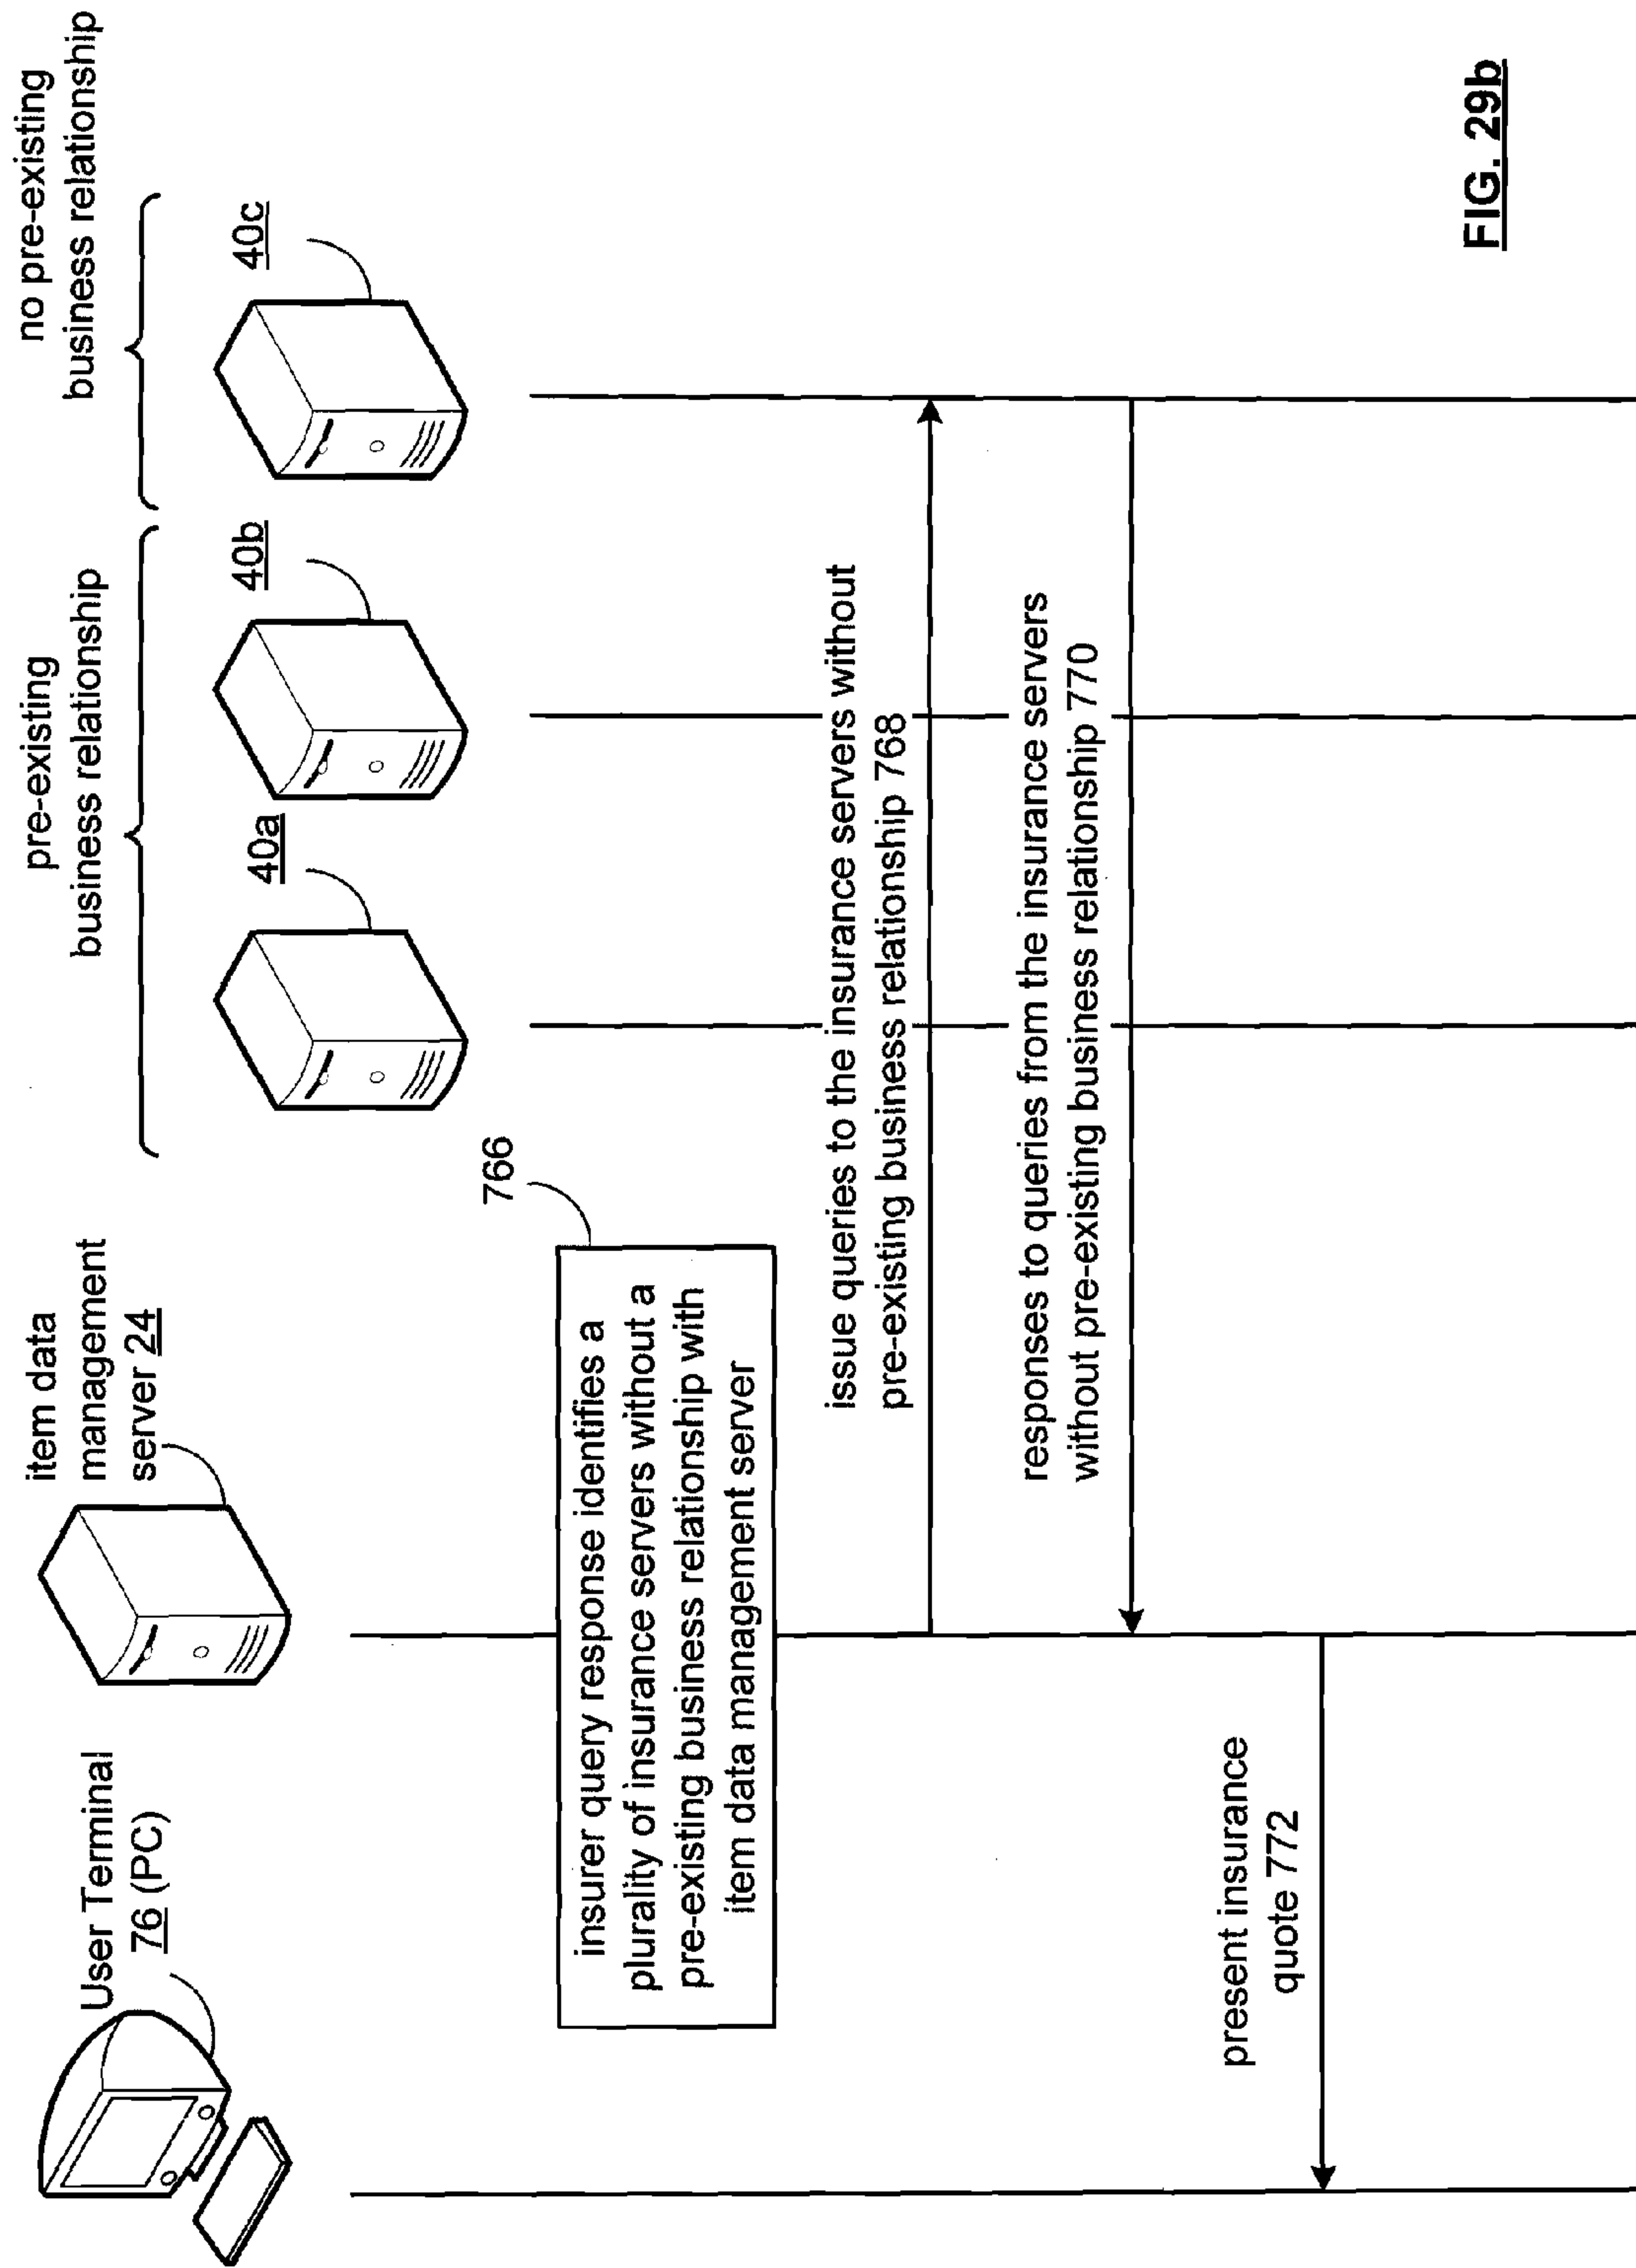 User Terminal
76 (PC)
item data
management
server 24
pre-existing
business relationship
no pre-existing
business relationship
40a
40b
40c
766
insurer query response identifies a
plurality of insurance servers without a
pre-existing business relationship with
item data management server
issue queries to the insurance servers without
pre-existing business relationship 768
responses to queries from the insurance servers
without pre-existing business relationship 770
present insurance
quote 772
FIG. 29b